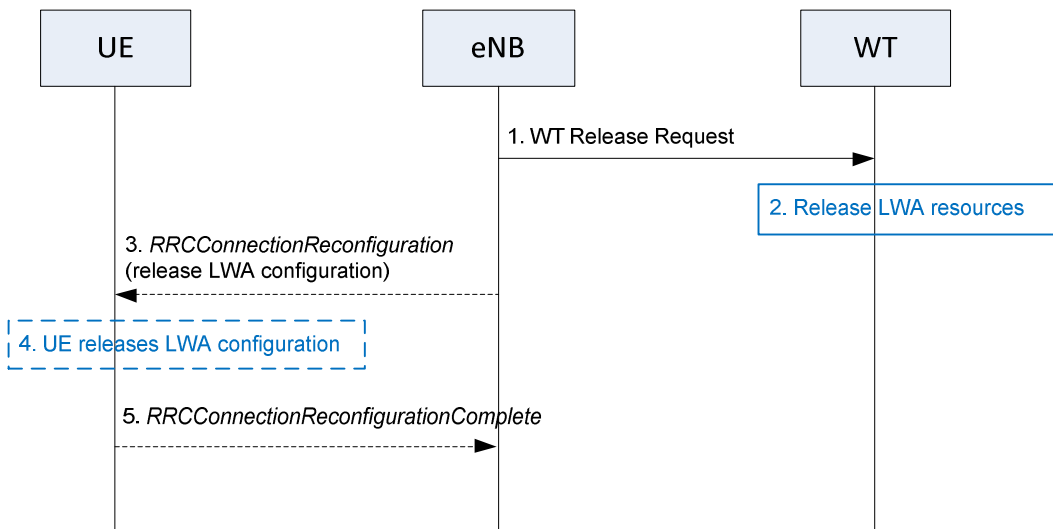 UE
eNB
WT
1. WT Release Request
2. Release LWA resources
3. RRCConnectionReconfiguration
(release LWA configuration)
4. UE releases LWA configuration
5. RRCConnectionReconfigurationComplete